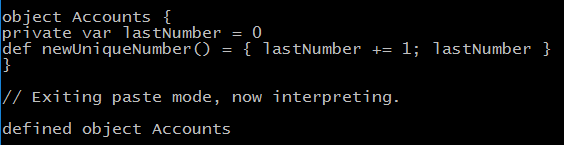 object Accounts {
private var lastNumber = 0
def newUniqueNumber() = { lastNumber += 1; lastNumber }
}
// Exiting paste mode, now interpreting.
defined object Accounts